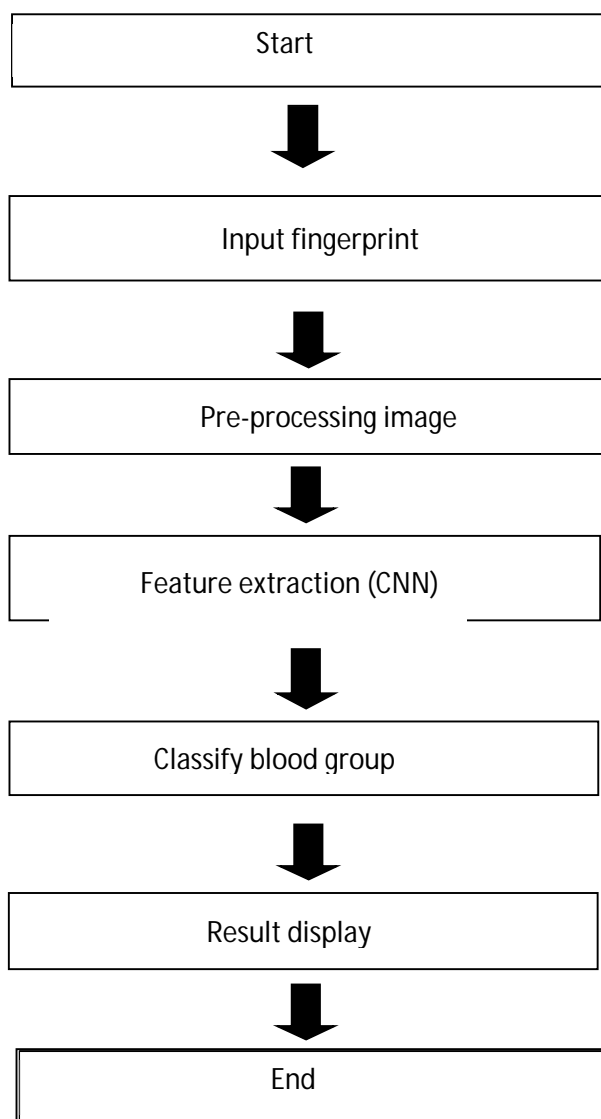 Start
Input fingerprint
Pre-processing image
Feature extraction (CNN)
Classify blood group
Result display
End